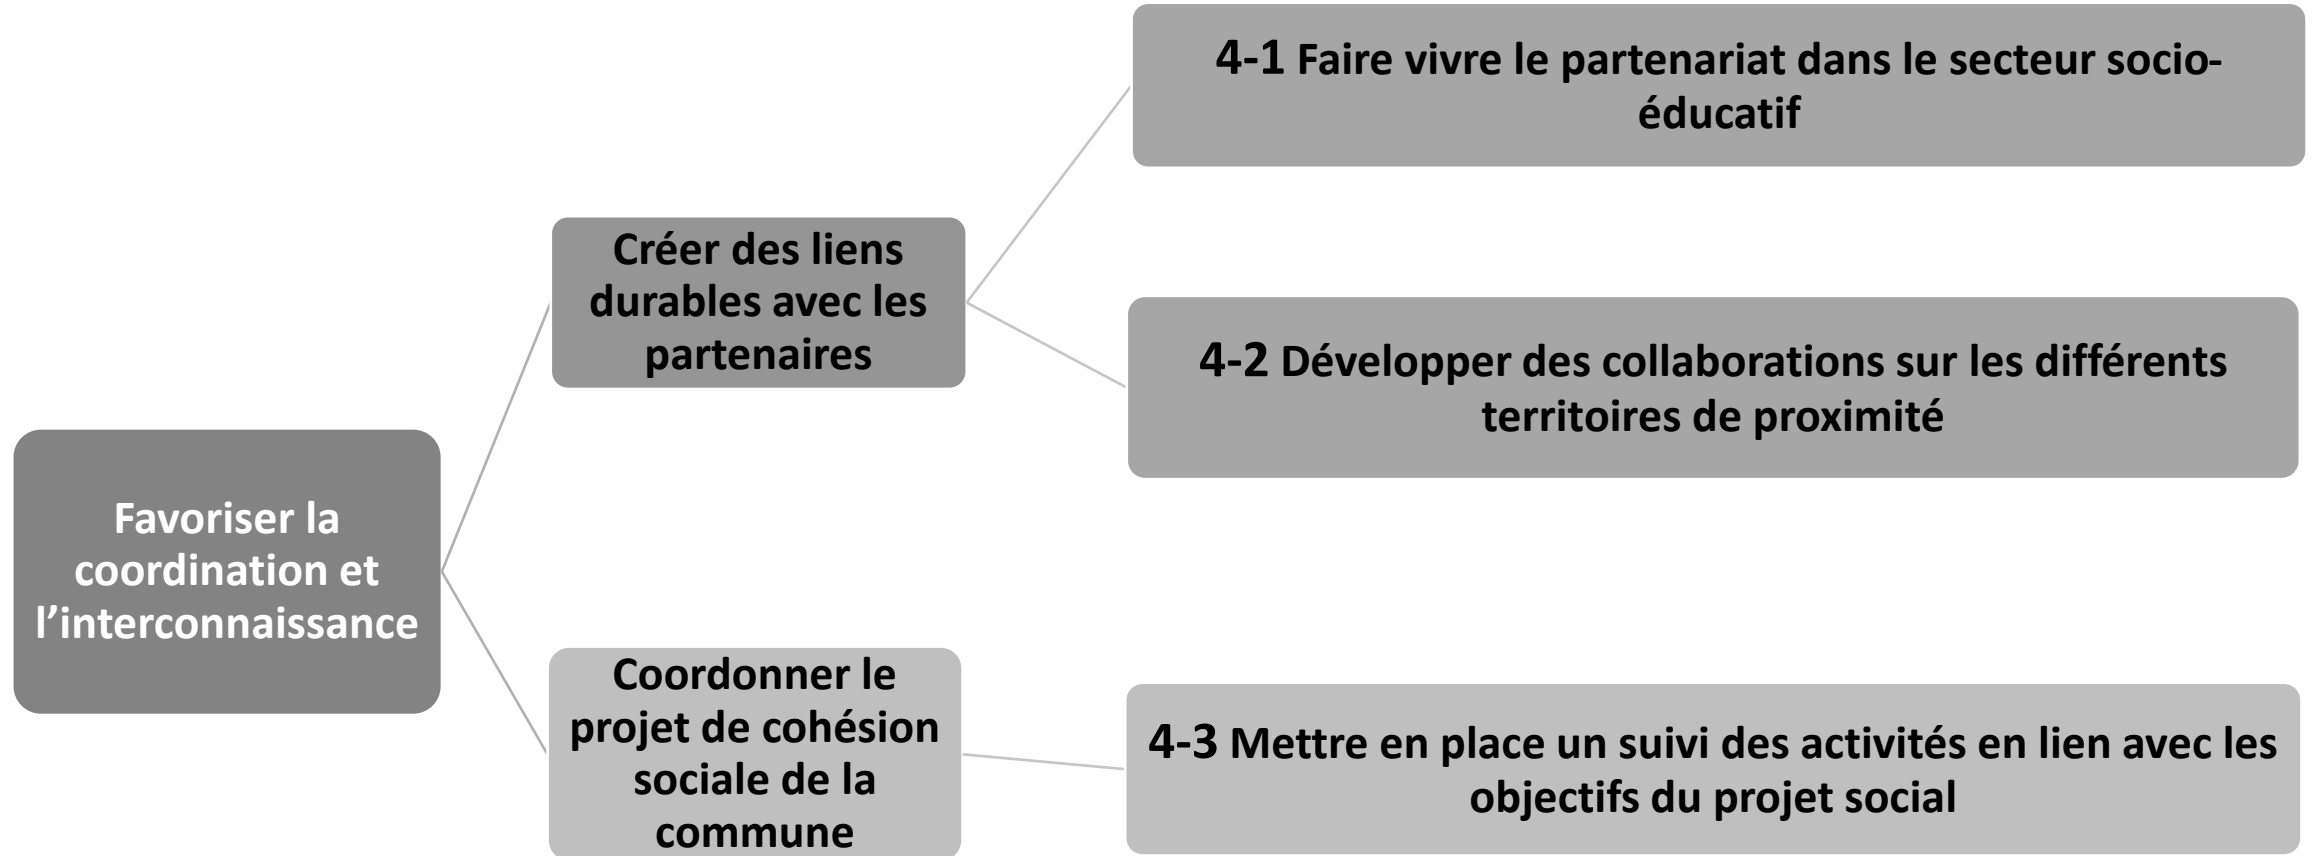 4-1 Faire vivre le partenariat dans le secteur socio-
éducatif
Créer des liens
durables avec les
partenaires
4-2 Développer des collaborations sur les différents
territoires de proximité
Favoriser la
coordination et
l’interconnaissance
Coordonner le
projet de cohésion
sociale de la
commune
4-3 Mettre en place un suivi des activités en lien avec les
objectifs du projet social